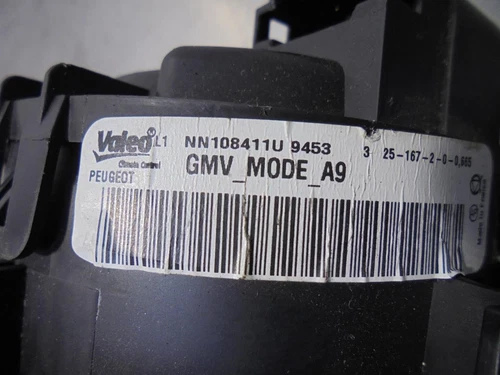 Valeo L1 NN108411U 9453 3 25-167-2-0-0,665
Climate Control
PEUGEOT GMV_MODE_A9